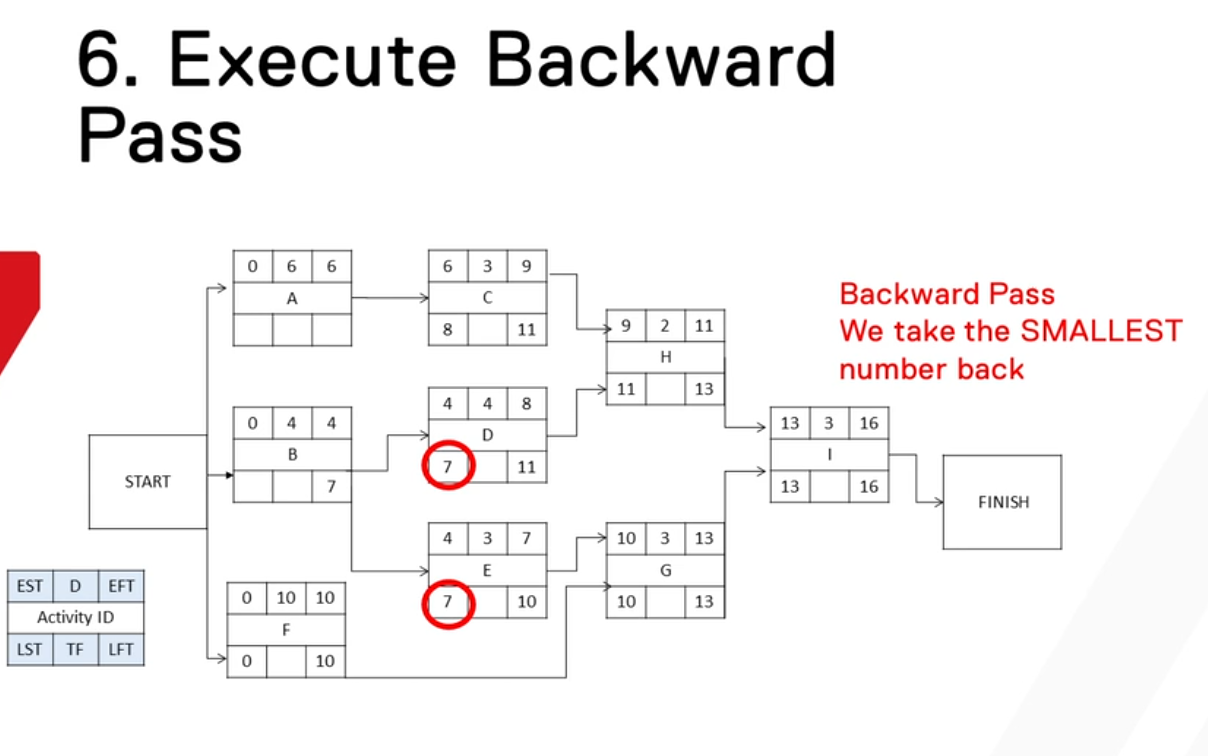 6. Execute Backward
Pass
0 6 6
A
6 3 9
C
8 11
9 2 11
H
11 13
Backward Pass
We take the SMALLEST
number back
0 4 4
B
7
4 4 8
D
7 11
13 3 16
I
13 16
START
FINISH
4 3 7
E
7 10
10 3 13
G
10 13
0 10 10
F
0 10
EST D EFT
Activity ID
LST TF LFT